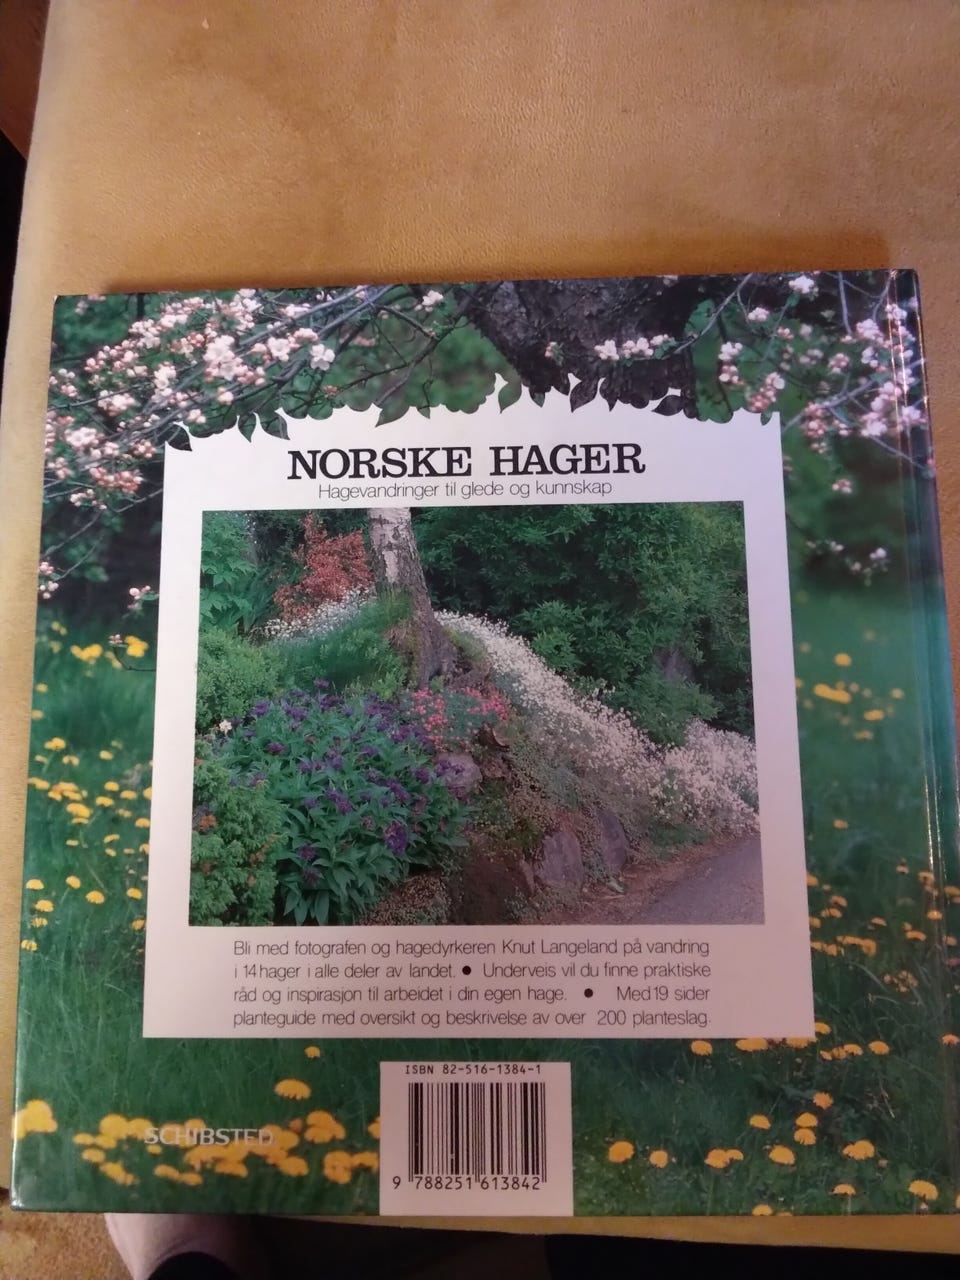 NORSKE HAGER
Hagevandringer til glede og kunnskap
Bli med fotografen og hagedyrkeren Knut Langeland på vandring
i 14 hager i alle deler av landet. ● Underveis vil du finne praktiske
råd og inspirasjon til arbeidet i din egen hage. ● Med 19 sider
planteguide med oversikt og beskrivelse av over 200 planteslag.
ISBN 82-516-1384-1
SCHIBSTED
9 788251 613842